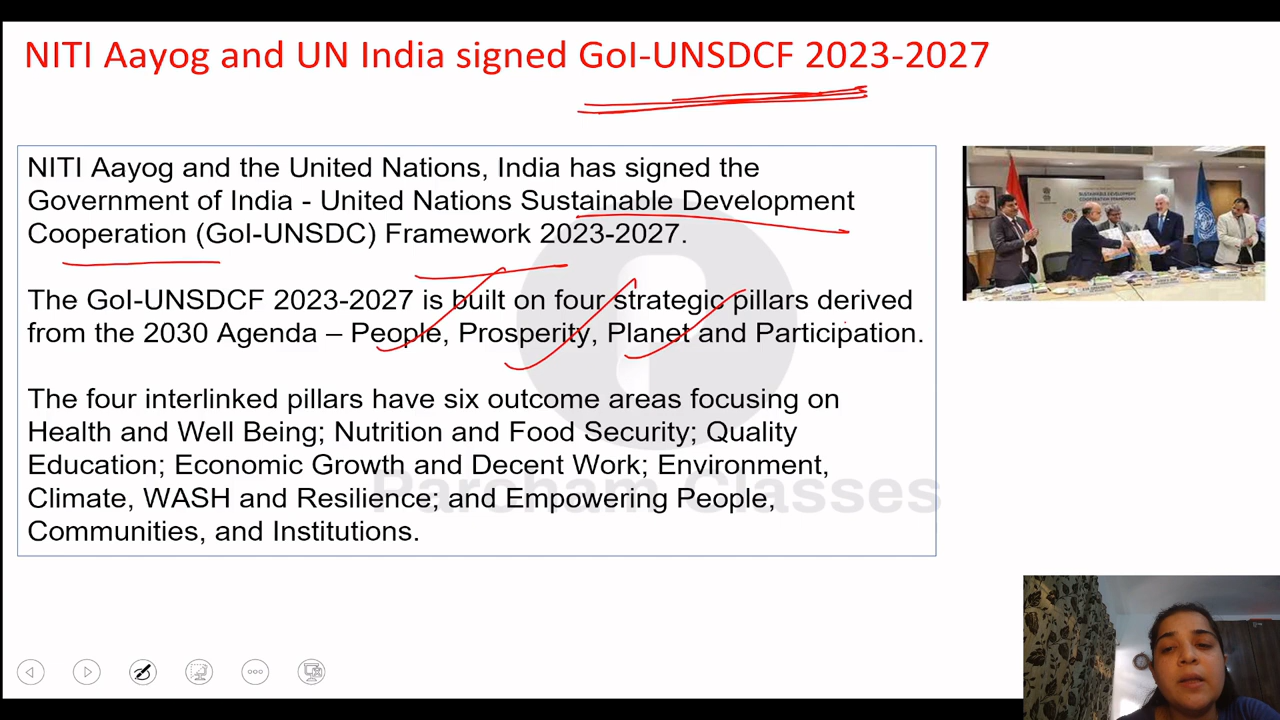 NITI Aayog and UN India signed GoI-UNSDCF 2023-2027
NITI Aayog and the United Nations, India has signed the
Government of India - United Nations Sustainable Development
Cooperation (GoI-UNSDC) Framework 2023-2027.
The GoI-UNSDCF 2023-2027 is built on four strategic pillars derived
from the 2030 Agenda – People, Prosperity, Planet and Participation.
The four interlinked pillars have six outcome areas focusing on
Health and Well Being; Nutrition and Food Security; Quality
Education; Economic Growth and Decent Work; Environment,
Climate, WASH and Resilience; and Empowering People,
Communities, and Institutions.
Parcham Classes
SUSTAINABLE DEVELOPMENT
COOPERATION FRAMEWORK